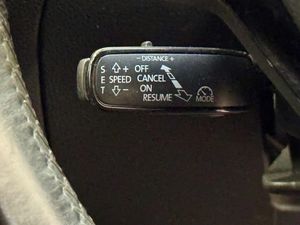 - DISTANCE +
S + OFF
E SPEED CANCEL
T - ON
RESUME MODE